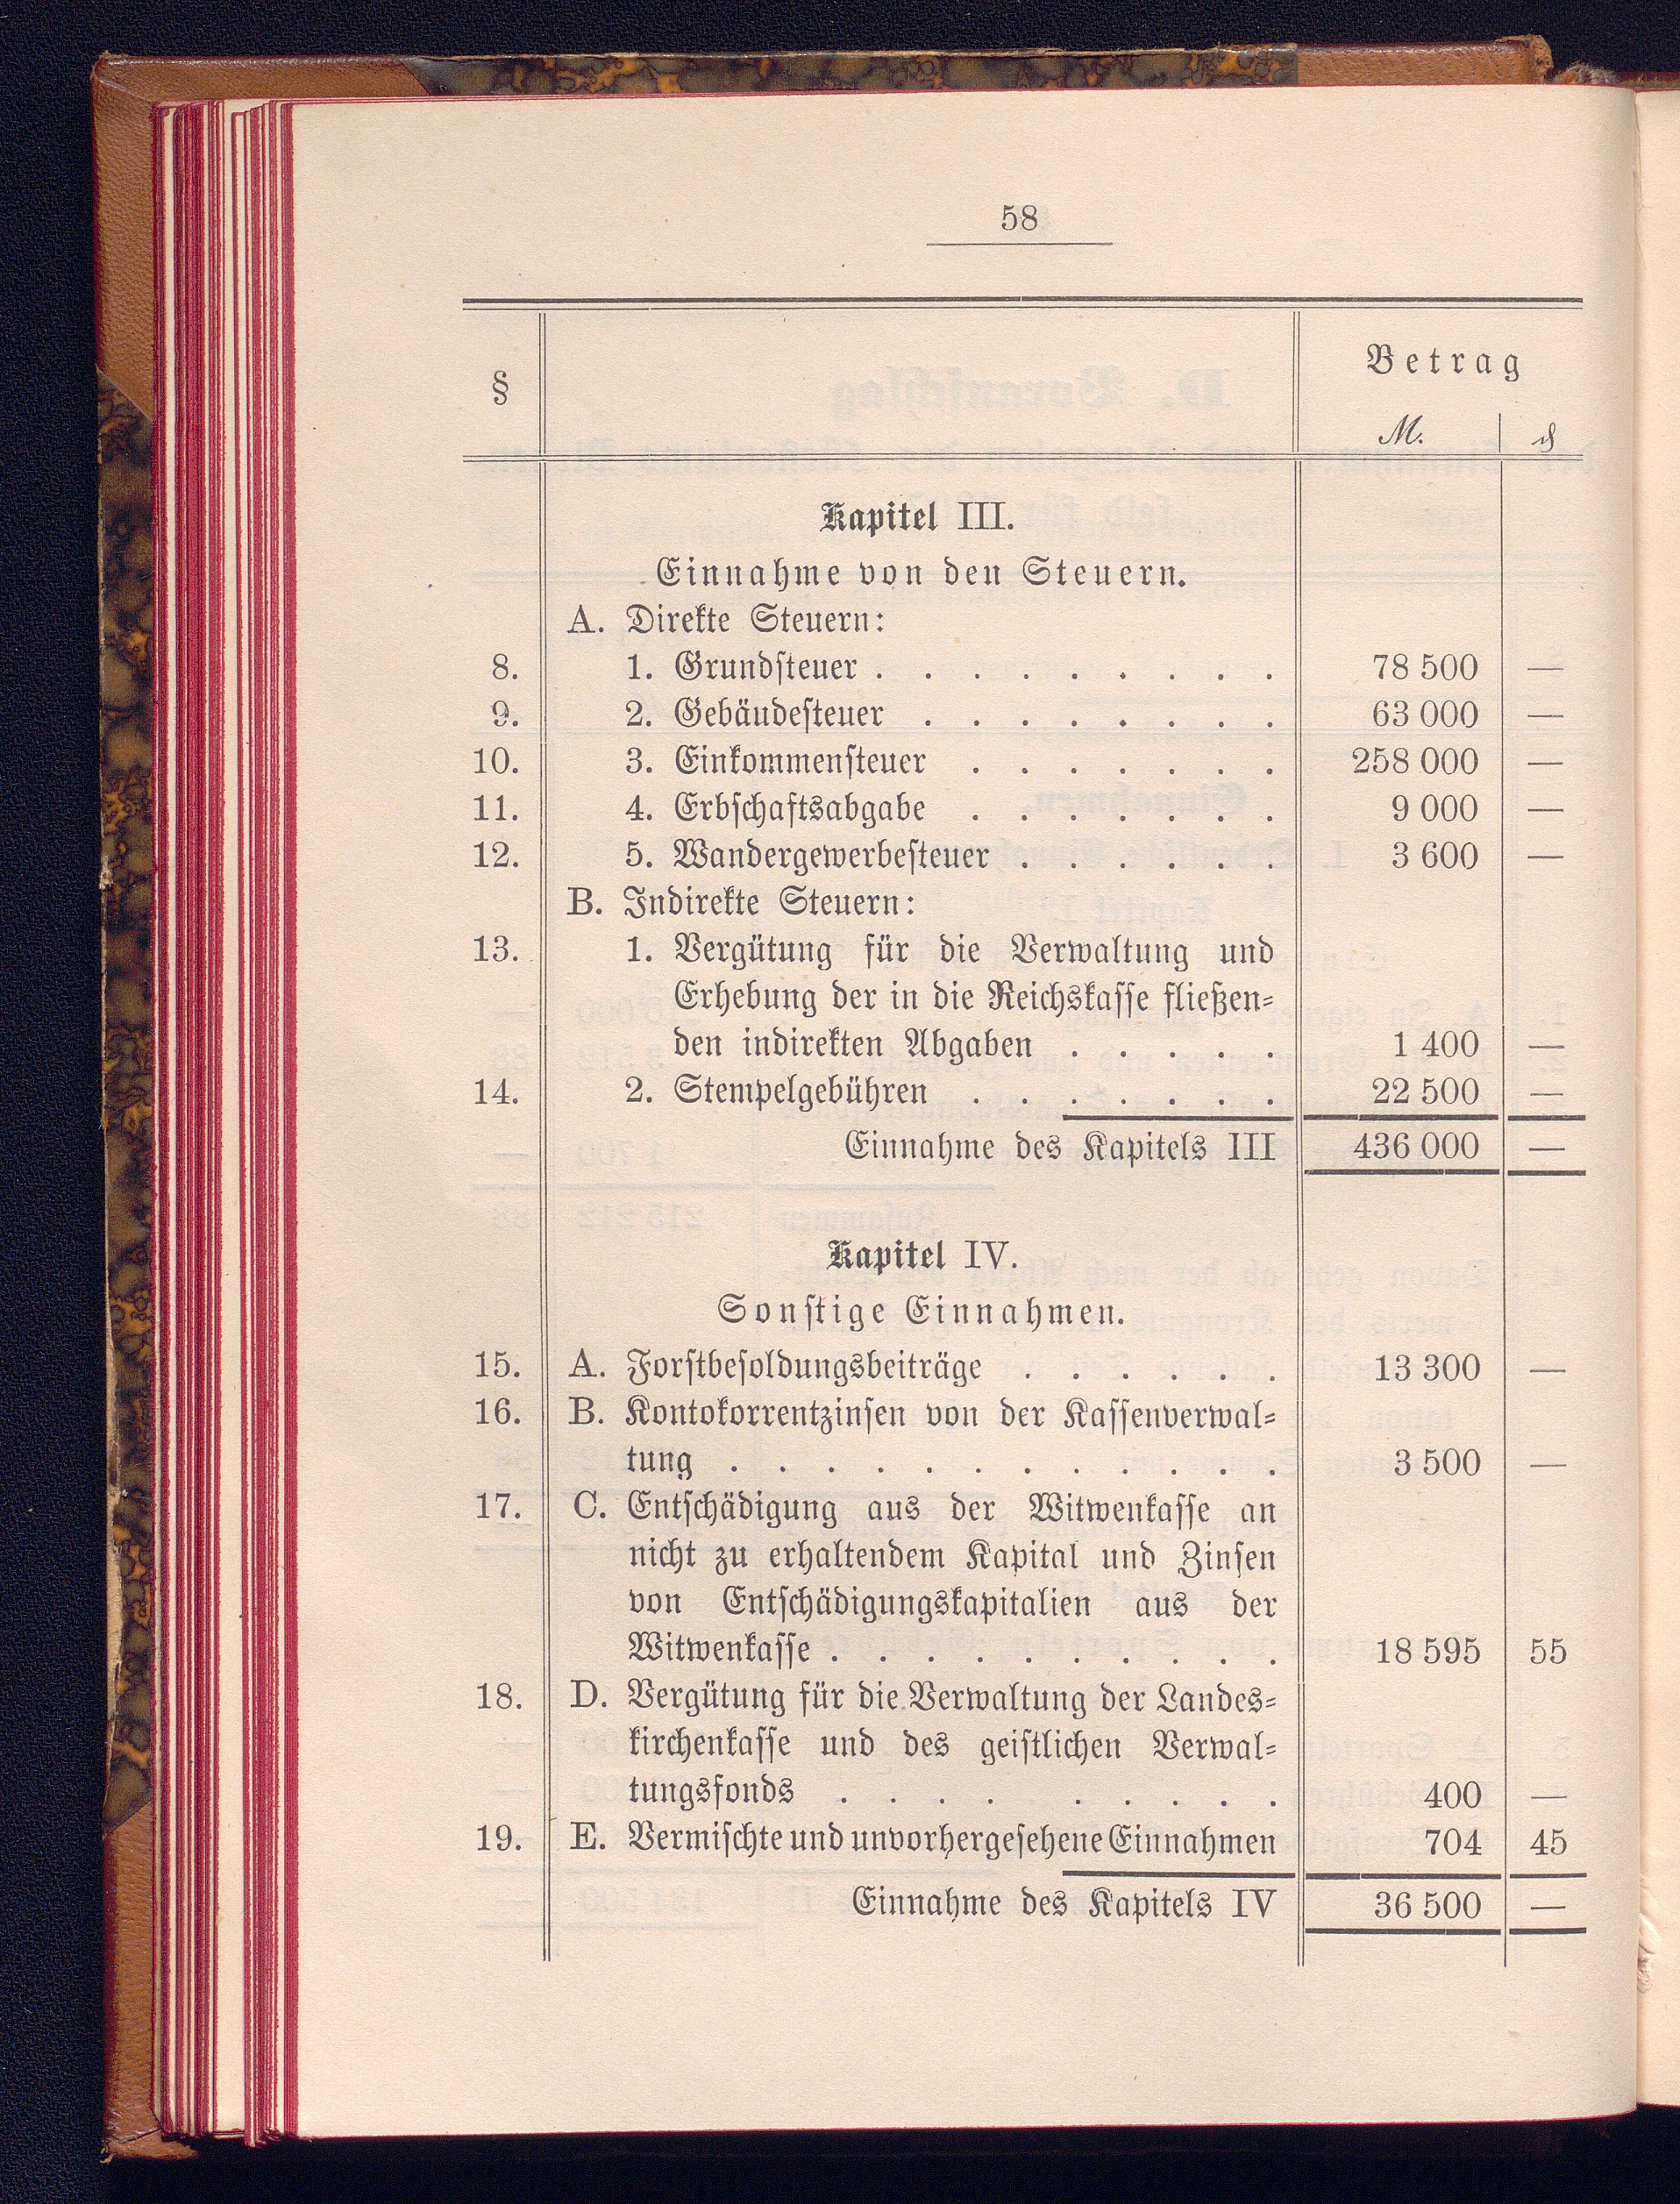 58
§ Betrag
M. ₰
Kapitel III.
Einnahme von den Steuern.
A. Direkte Steuern:
8. 1. Grundsteuer . . . . . . . . . 78 500 —
9. 2. Gebäudesteuer . . . . . . . . 63 000 —
10. 3. Einkommensteuer . . . . . . . 258 000 —
11. 4. Erbschaftsabgabe . . . . . . . 9 000 —
12. 5. Wandergewerbesteuer . . . . . . 3 600 —
B. Indirekte Steuern:
13. 1. Vergütung für die Verwaltung und
Erhebung der in die Reichskasse fließen-
den indirekten Abgaben . . . . . 1 400 —
14. 2. Stempelgebühren . . . . . . . 22 500 —
Einnahme des Kapitels III 436 000 —
Kapitel IV.
Sonstige Einnahmen.
15. A. Forstbesoldungsbeiträge . . . . . . 13 300 —
16. B. Kontokorrentzinsen von der Kassenverwal-
tung . . . . . . . . . . . . 3 500 —
17. C. Entschädigung aus der Witwenkasse an
nicht zu erhaltendem Kapital und Zinsen
von Entschädigungskapitalien aus der
Witwenkasse . . . . . . . . . . 18 595 55
18. D. Vergütung für die Verwaltung der Landes-
kirchenkasse und des geistlichen Verwal-
tungsfonds . . . . . . . . . 400 —
19. E. Vermischte und unvorhergesehene Einnahmen 704 45
Einnahme des Kapitels IV 36 500 —